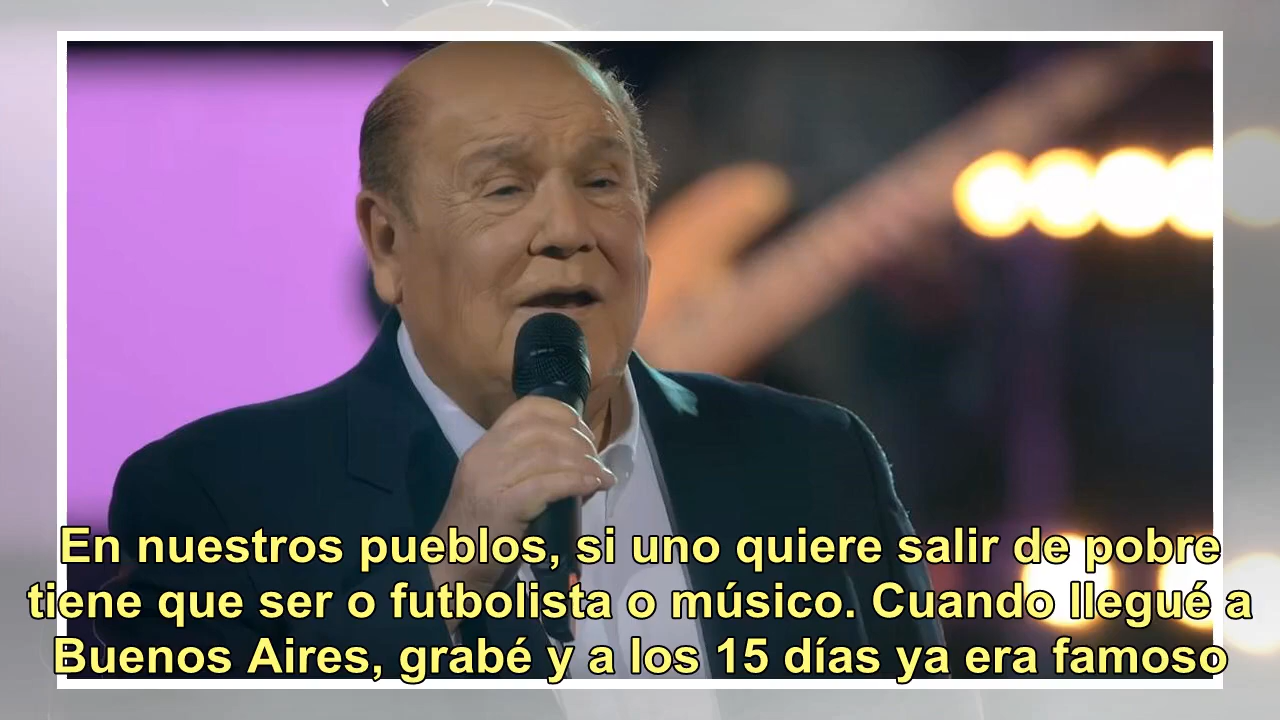 En nuestros pueblos, si uno quiere salir de pobre
tiene que ser o futbolista o músico. Cuando llegué a
Buenos Aires, grabé y a los 15 días ya era famoso